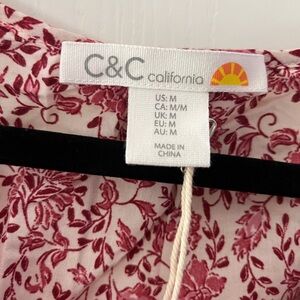 C&C california
US: M
CA: M/M
UK: M
EU: M
AU: M
MADE IN
CHINA